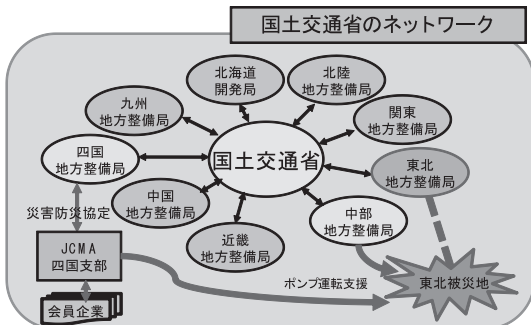 国土交通省のネットワーク
北海道
開発局
北陸
地方整備局
九州
地方整備局
関東
地方整備局
四国
地方整備局
国土交通省
東北
地方整備局
中国
地方整備局
中部
地方整備局
災害防災協定
近畿
地方整備局
JCMA
四国支部
ポンプ運転支援
東北被災地
会員企業